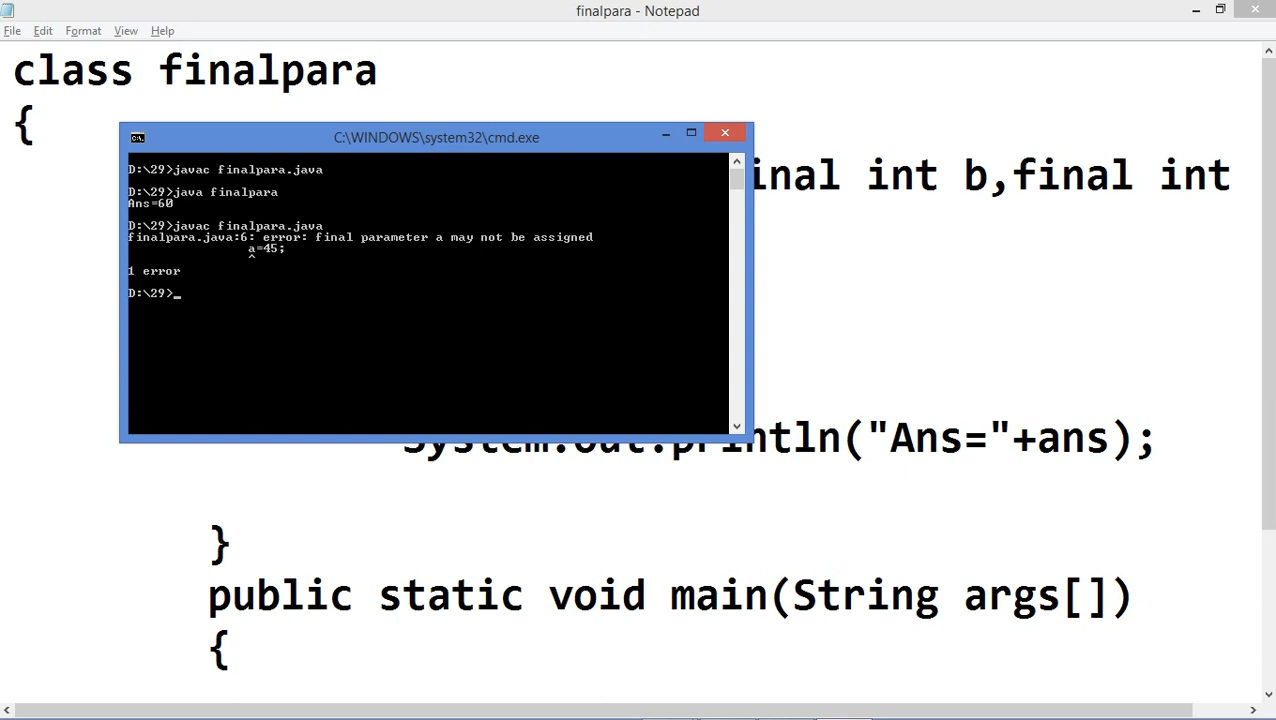 finalpara - Notepad
File Edit Format View Help
class finalpara
{
C:\WINDOWS\system32\cmd.exe
D:\29>javac finalpara.java
D:\29>java finalpara
Ans=60
D:\29>javac finalpara.java
finalpara.java:6: error: final parameter a may not be assigned
a=45;
^
1 error
D:\29>_
inal int b,final int
System.out.println("Ans="+ans);
}
public static void main(String args[])
{